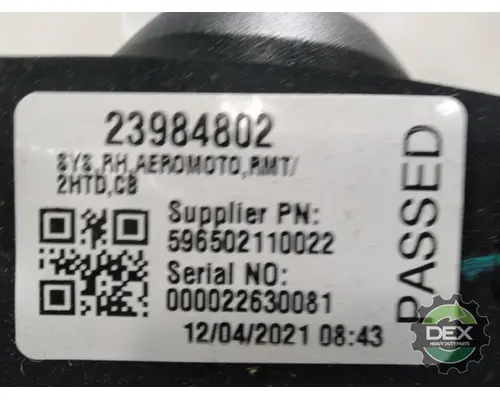 23984802
SYS,RH,AEROMOTO,RMT/
2HTD,CB
Supplier PN:
596502110022
Serial NO:
000022630081
12/04/2021 08:43
PASSED
DEX
HEAVY DUTY PARTS